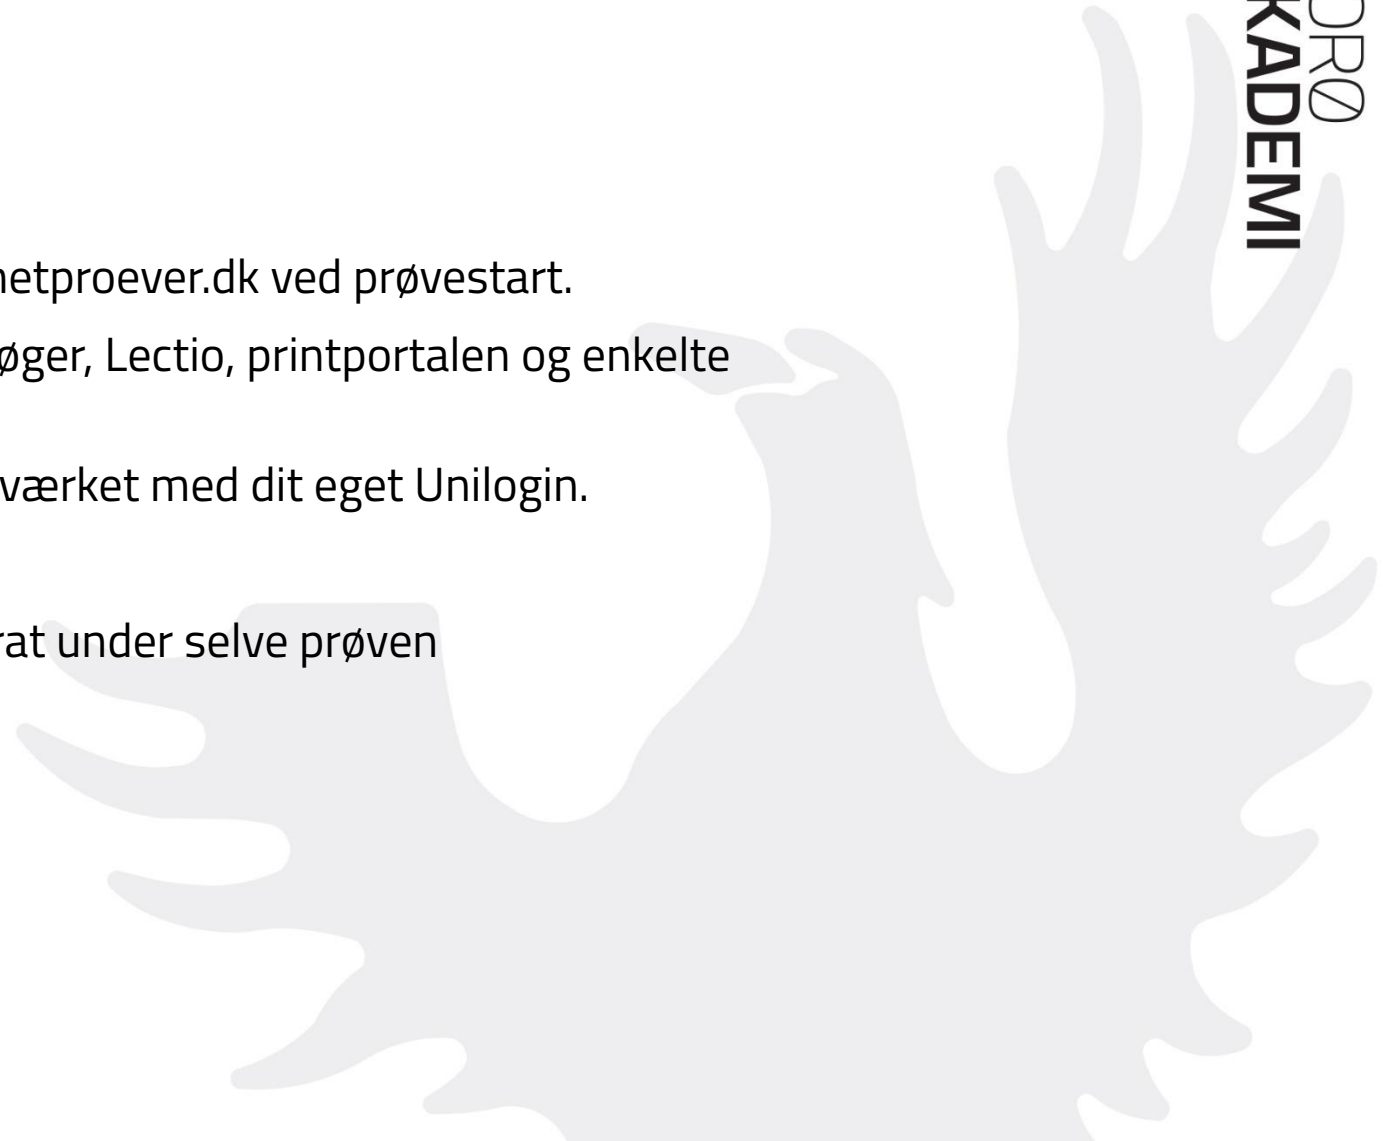 netproever.dk ved prøvestart.
øger, Lectio, printportalen og enkelte
værket med dit eget Unilogin.
rat under selve prøven
ORØ
KADEMI